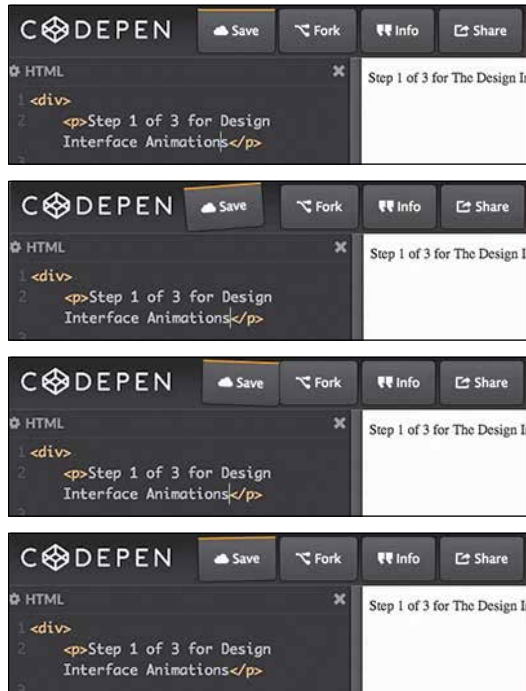 CODEPEN Save Fork Info Share
HTML
1 <div>
2 <p>Step 1 of 3 for Design
Interface Animations</p>
3
Step 1 of 3 for The Design
CODEPEN Save Fork Info Share
HTML
1 <div>
2 <p>Step 1 of 3 for Design
Interface Animations</p>
Step 1 of 3 for The Design
CODEPEN Save Fork Info Share
HTML
1 <div>
2 <p>Step 1 of 3 for Design
Interface Animations</p>
Step 1 of 3 for The Design
CODEPEN Save Fork Info Share
HTML
1 <div>
2 <p>Step 1 of 3 for Design
Interface Animations</p>
3
Step 1 of 3 for The Design